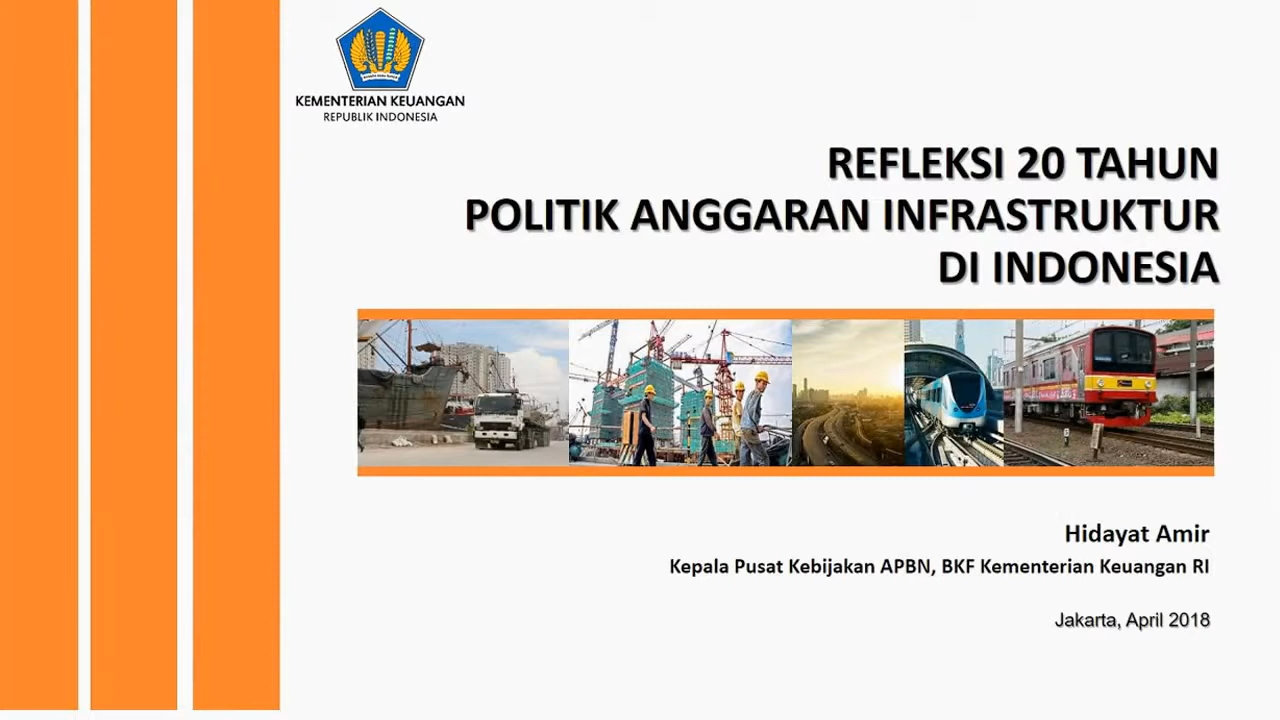 KEMENTERIAN KEUANGAN
REPUBLIK INDONESIA
REFLEKSI 20 TAHUN
POLITIK ANGGARAN INFRASTRUKTUR
DI INDONESIA
Hidayat Amir
Kepala Pusat Kebijakan APBN, BKF Kementerian Keuangan RI
Jakarta, April 2018